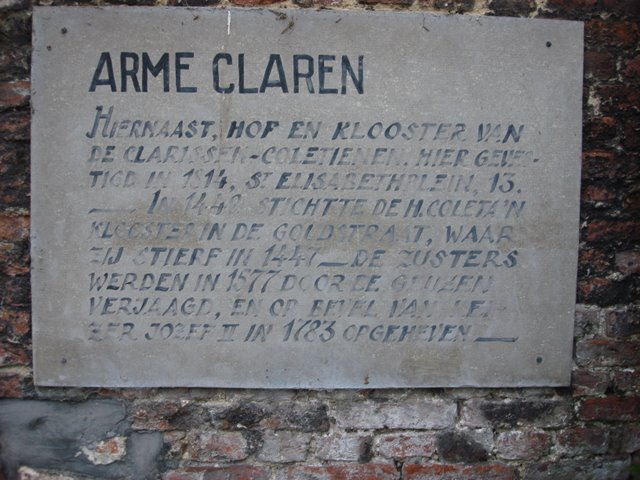 ARME CLAREN
HIERNAAST, HOF EN KLOOSTER VAN
DE CLARISSEN-COLETIENEN. HIER GEVES-
TIGD IN 1814, ST ELISABETHPLEIN, 13.
— IN 1442 STICHTTE DE H. COLETA 'N
KLOOSTER IN DE GOLDSTRAAT, WAAR
ZIJ STIERF IN 1447 — DE ZUSTERS
WERDEN IN 1577 DOOR DE GEUZEN
VERJAAGD, EN OP BEVEL VAN KEI-
ZER JOZEF II IN 1783 OPGEHEVEN —